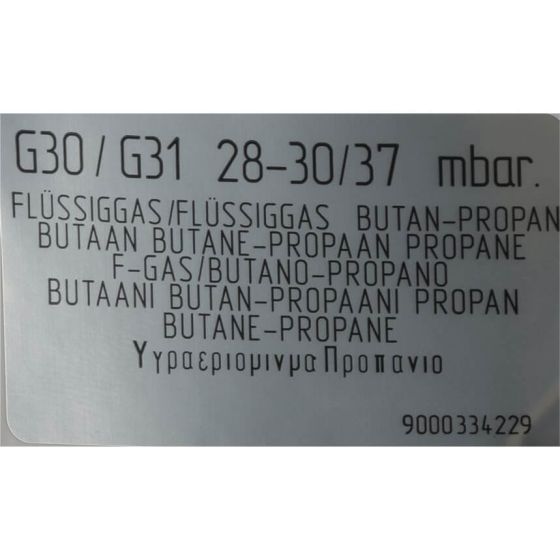 G30 / G31 28-30/37 mbar.
FLÜSSIGGAS/FLÜSSIGGAS BUTAN-PROPAN
BUTAAN BUTANE-PROPAAN PROPANE
F-GAS/BUTANO-PROPANO
BUTAANI BUTAN-PROPAANI PROPAN
BUTANE-PROPANE
Υγραεριομινμα Προπανιο
9000334229